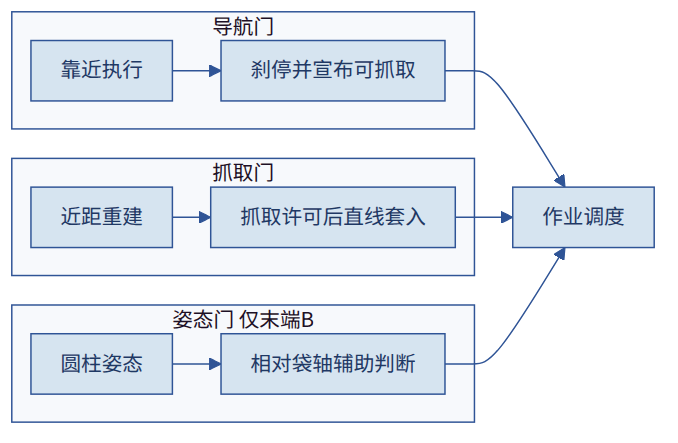 导航门
靠近执行
刹停并宣布可抓取
抓取门
近距重建
抓取许可后直线套入
作业调度
姿态门 仅末端B
圆柱姿态
相对袋轴辅助判断